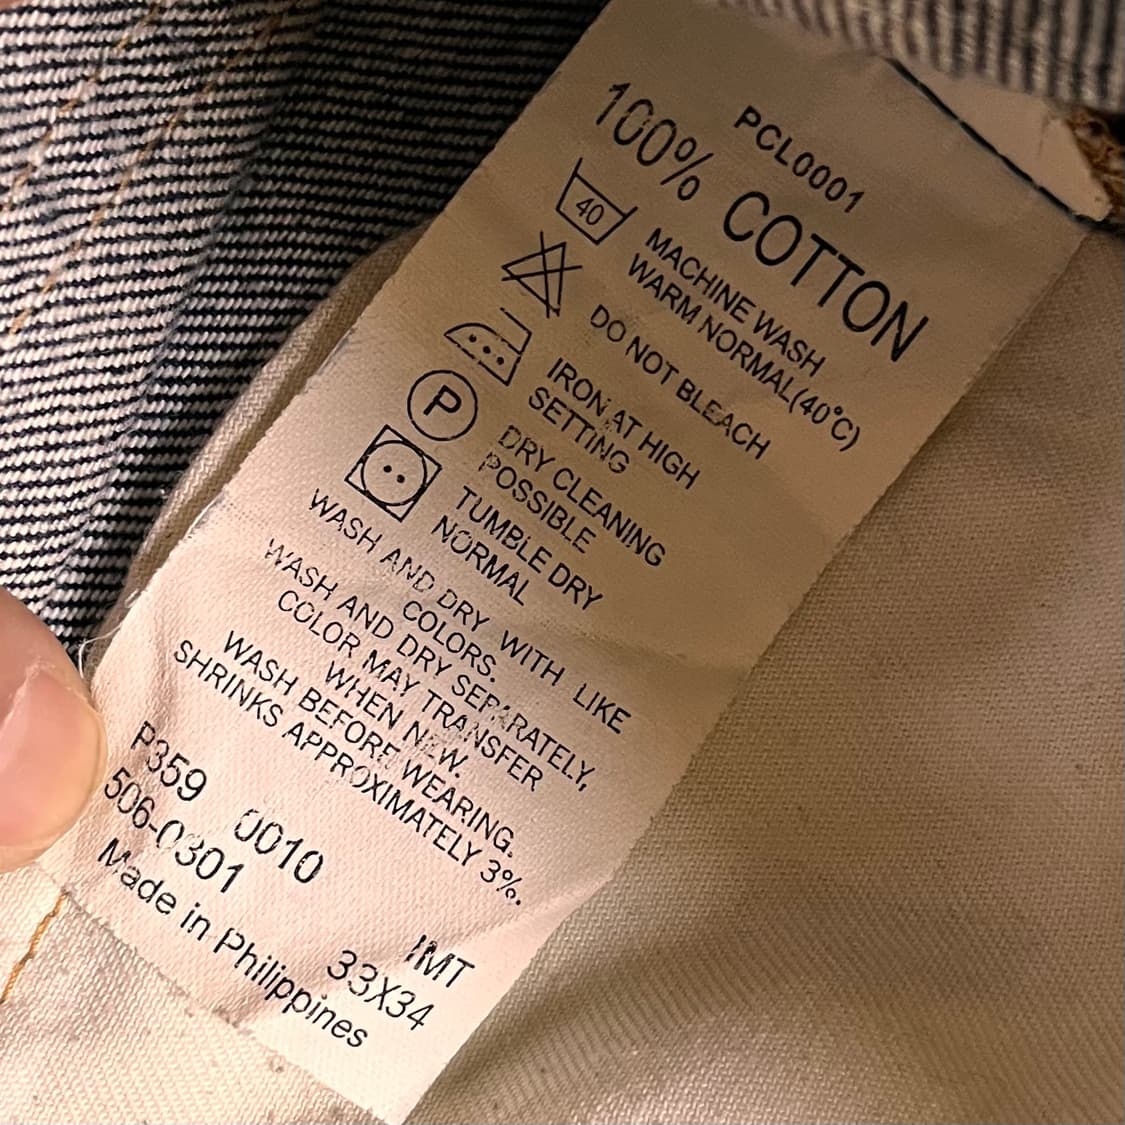 PCL0001
100% COTTON
40
MACHINE WASH
WARM NORMAL(40°C)
DO NOT BLEACH
IRON AT HIGH
SETTING
P
DRY CLEANING
POSSIBLE
TUMBLE DRY
NORMAL
WASH AND DRY WITH LIKE
COLORS.
WASH AND DRY SEPARATELY,
COLOR MAY TRANSFER
WHEN NEW.
WASH BEFORE WEARING.
SHRINKS APPROXIMATELY 3%.
P359 0010 IMT
506-0301 33X34
Made in Philippines